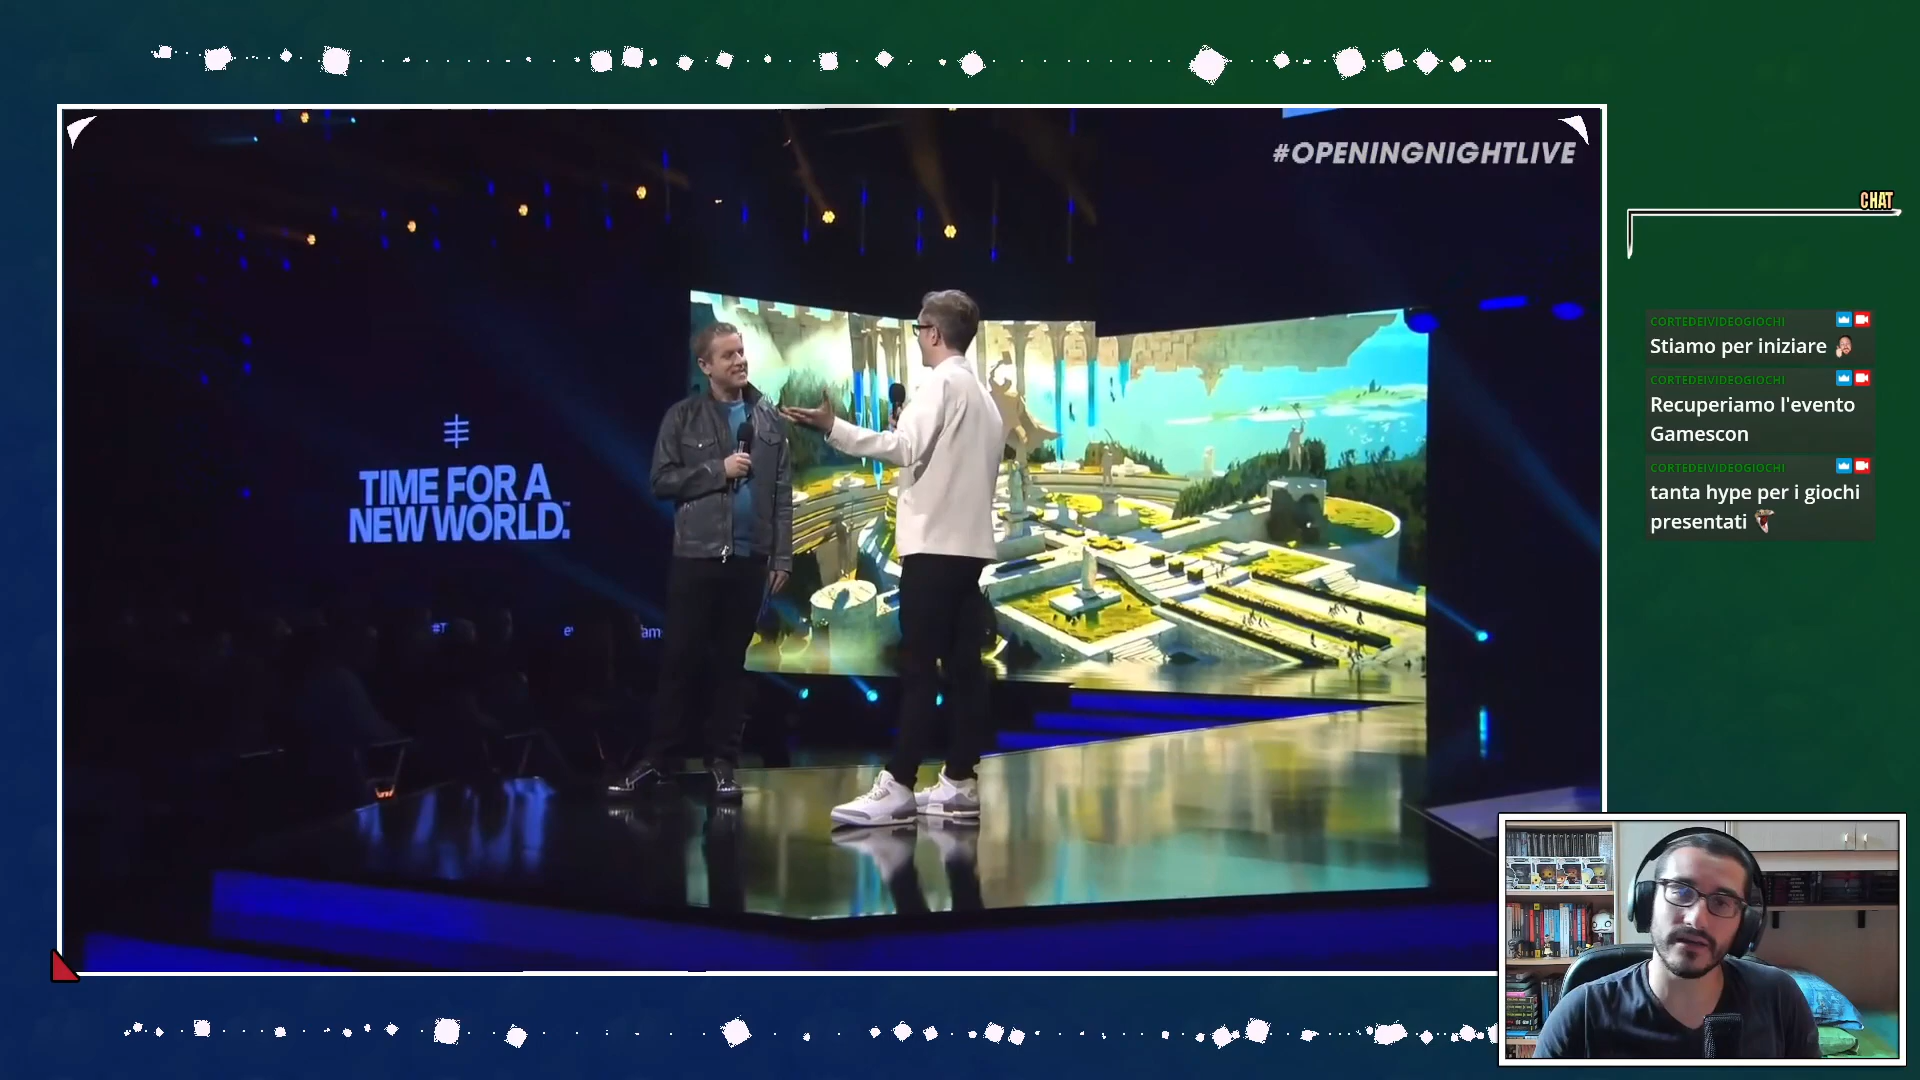 #OPENINGNIGHTLIVE
CHAT
CORTEDEIVIDEOGIOCHI
Stiamo per iniziare
CORTEDEIVIDEOGIOCHI
Recuperiamo l'evento
Gamescon
CORTEDEIVIDEOGIOCHI
tanta hype per i giochi
presentati
TIME FOR A
NEW WORLD.